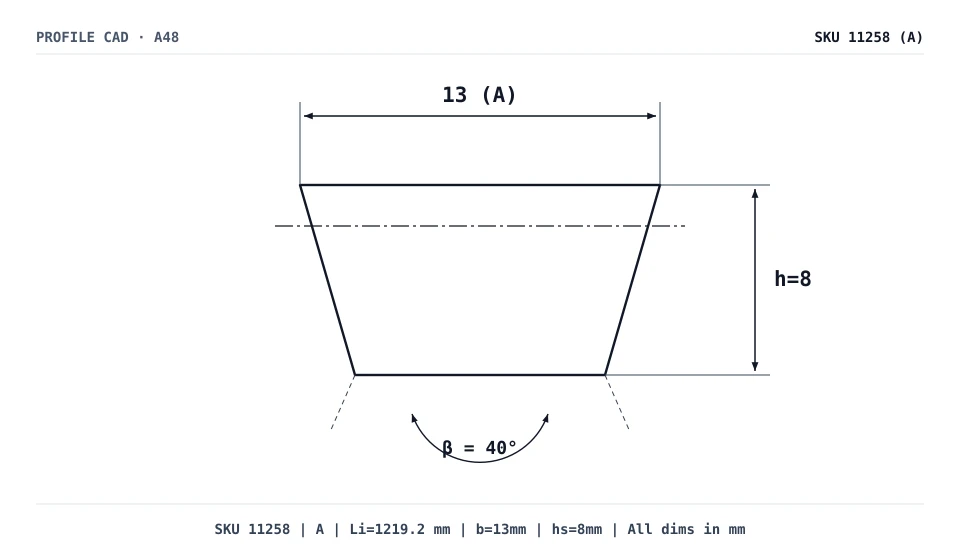 PROFILE CAD · A48
SKU 11258 (A)
13 (A)
h=8
β = 40°
SKU 11258 | A | Li=1219.2 mm | b=13mm | hs=8mm | All dims in mm